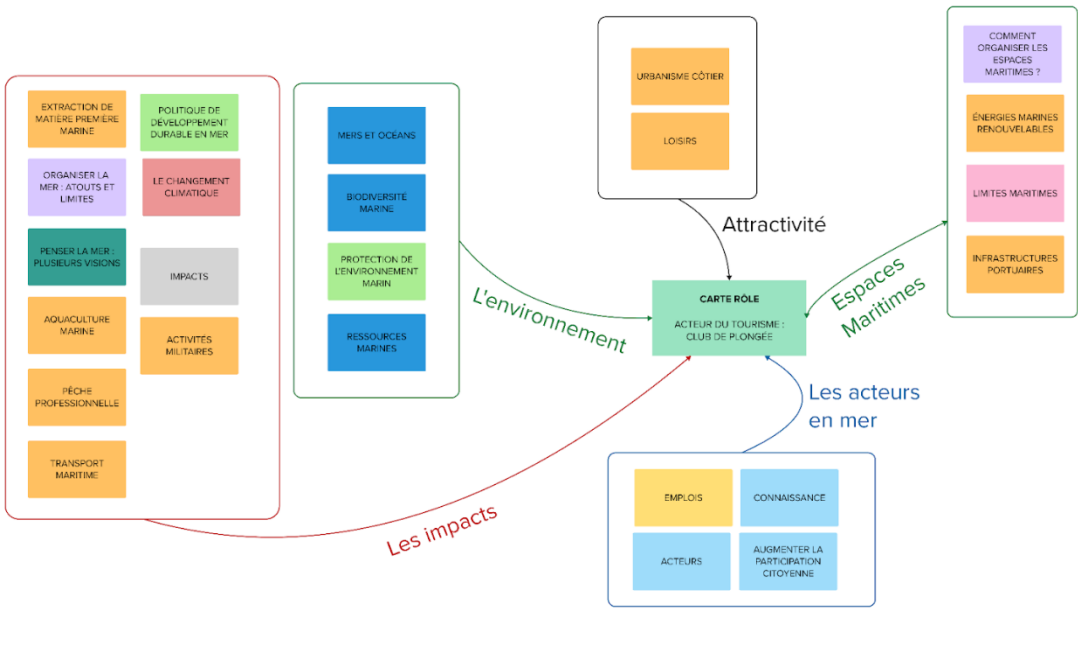 EXTRACTION DE
MATIÈRE PREMIÈRE
MARINE
POLITIQUE DE
DÉVELOPPEMENT
DURABLE EN MER
ORGANISER LA
MER : ATOUTS ET
LIMITES
LE CHANGEMENT
CLIMATIQUE
PENSER LA MER :
PLUSIEURS VISIONS
IMPACTS
AQUACULTURE
MARINE
ACTIVITÉS
MILITAIRES
PÊCHE
PROFESSIONNELLE
TRANSPORT
MARITIME
Les impacts
MERS ET OCÉANS
BIODIVERSITÉ
MARINE
PROTECTION DE
L'ENVIRONNEMENT
MARIN
RESSOURCES
MARINES
L'environnement
URBANISME CÔTIER
LOISIRS
Attractivité
CARTE RÔLE
ACTEUR DU TOURISME :
CLUB DE PLONGÉE
Espaces
Maritimes
COMMENT
ORGANISER LES
ESPACES
MARITIMES ?
ÉNERGIES MARINES
RENOUVELABLES
LIMITES MARITIMES
INFRASTRUCTURES
PORTUAIRES
Les acteurs
en mer
EMPLOIS
CONNAISSANCE
ACTEURS
AUGMENTER LA
PARTICIPATION
CITOYENNE